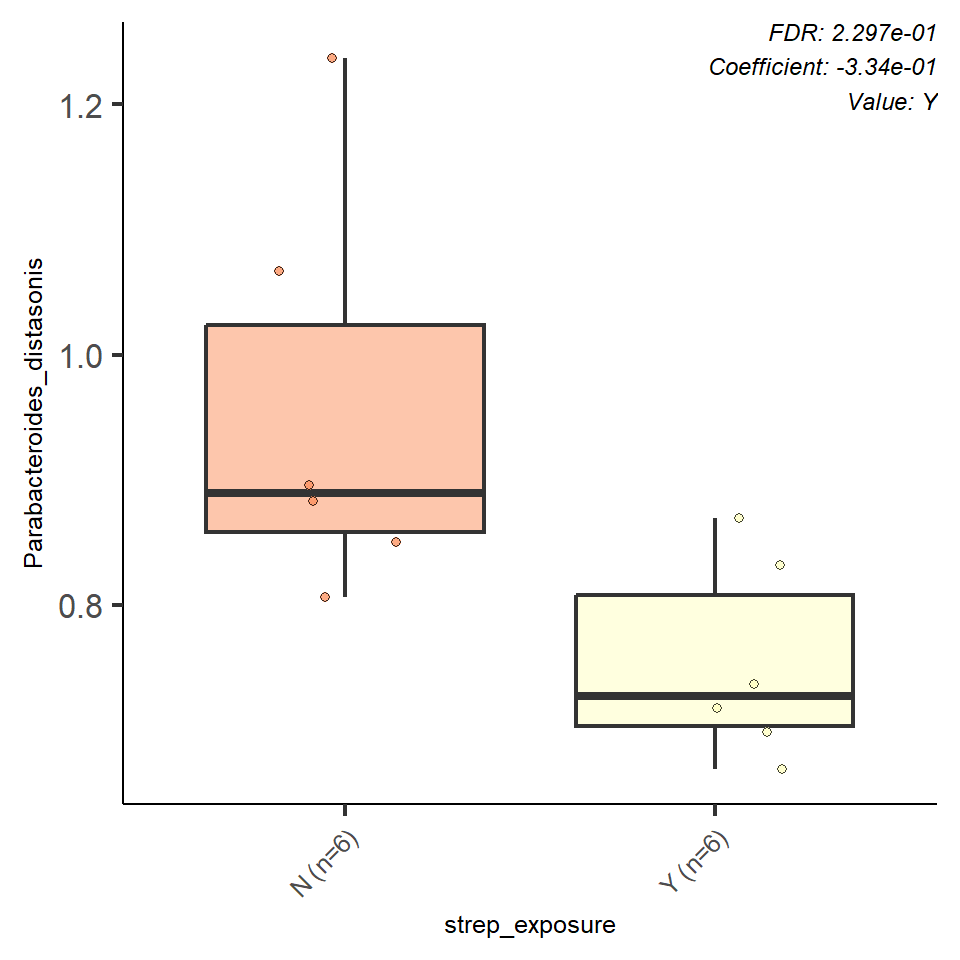 FDR: 2.297e-01
Coefficient: -3.34e-01
Value: Y
1.2
1.0
0.8
Parabacteroides_distasonis
N (n=6)
Y (n=6)
strep_exposure